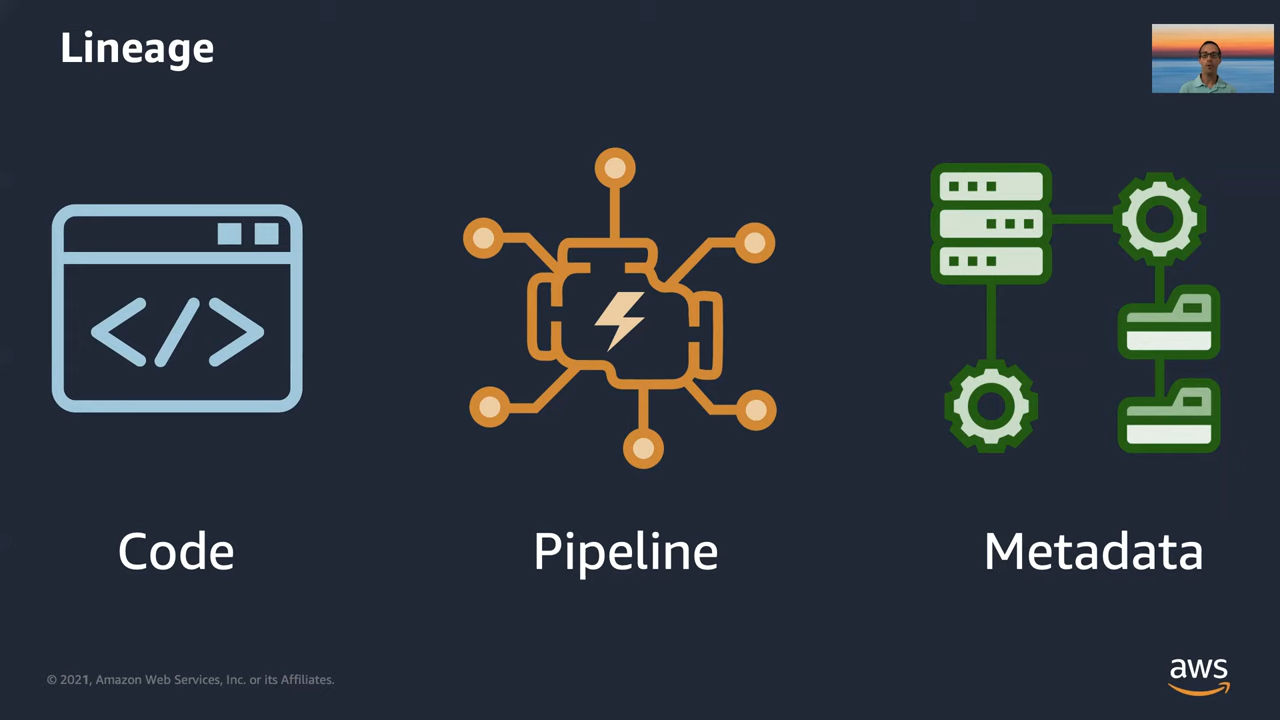 Lineage
</>
Code
Pipeline
Metadata
© 2021, Amazon Web Services, Inc. or its Affiliates.
aws